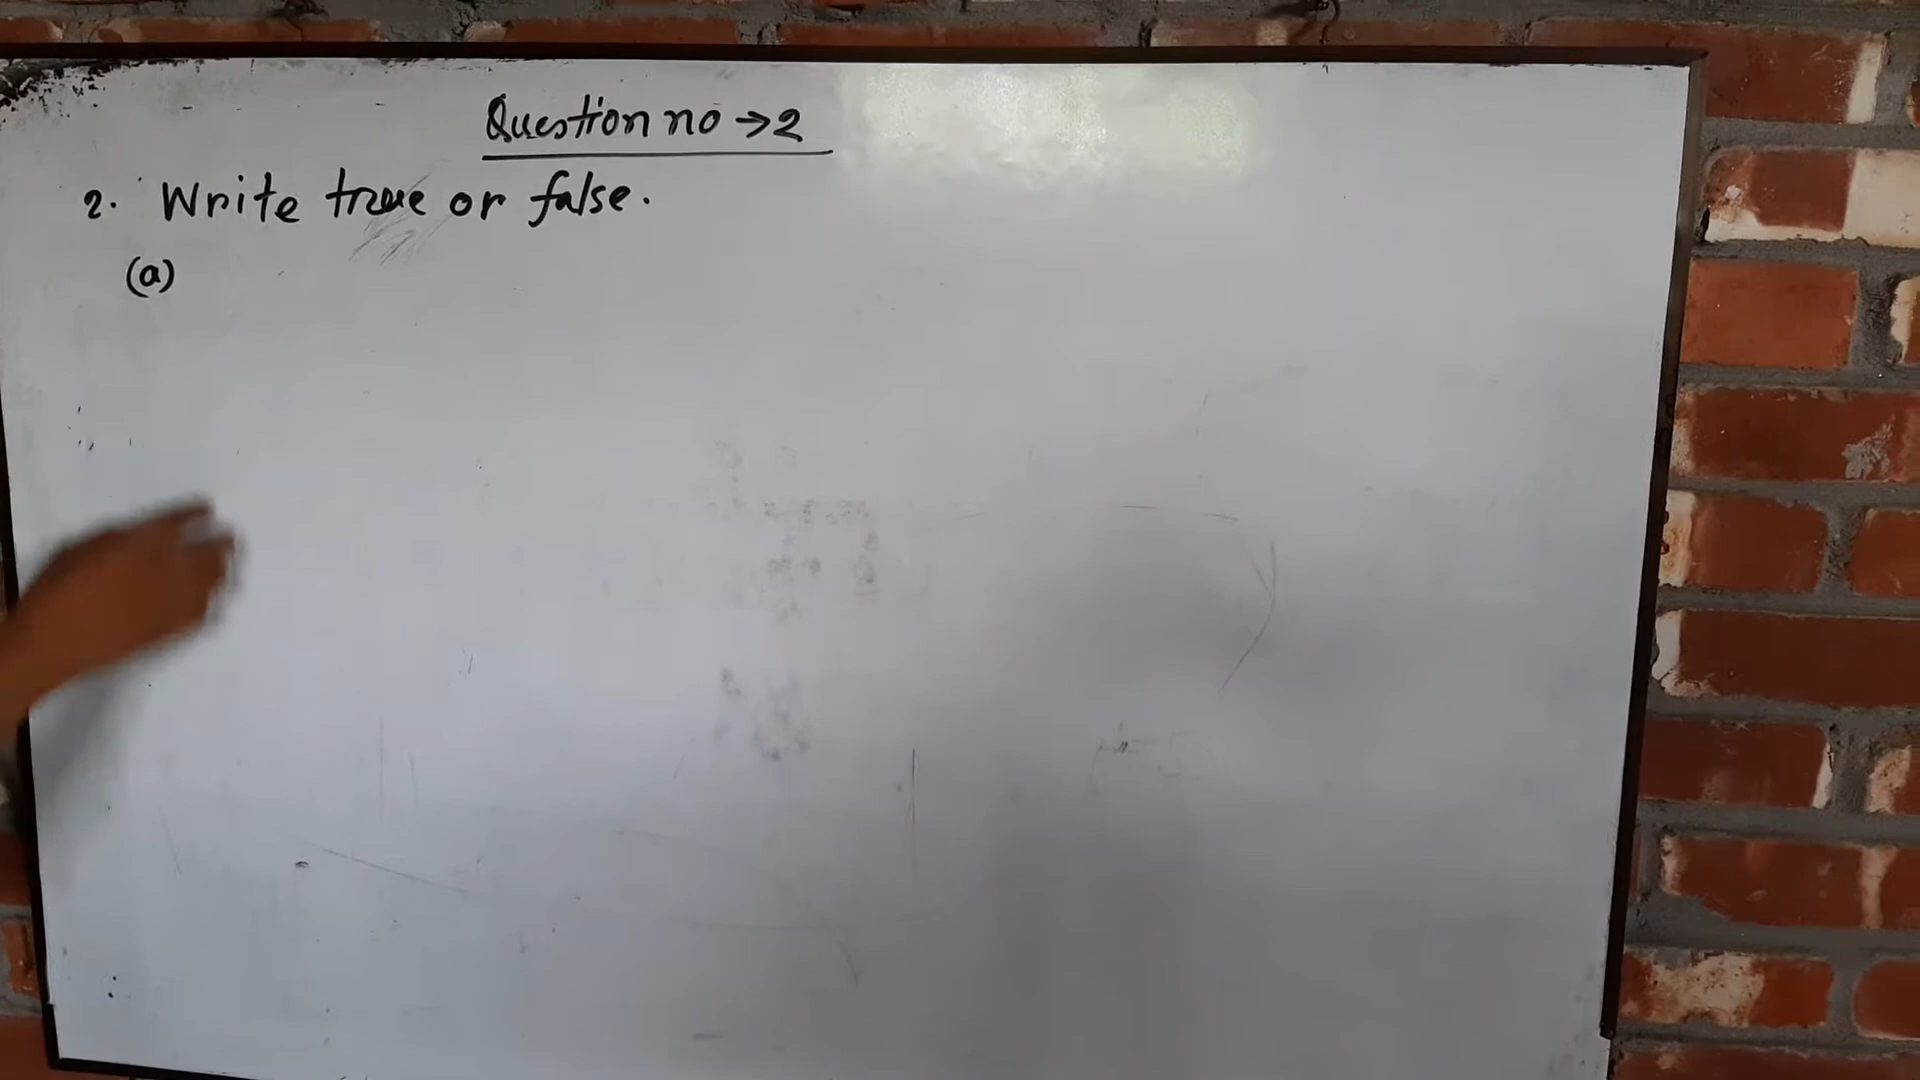 Question no → 2
2. Write true or false.
(a)